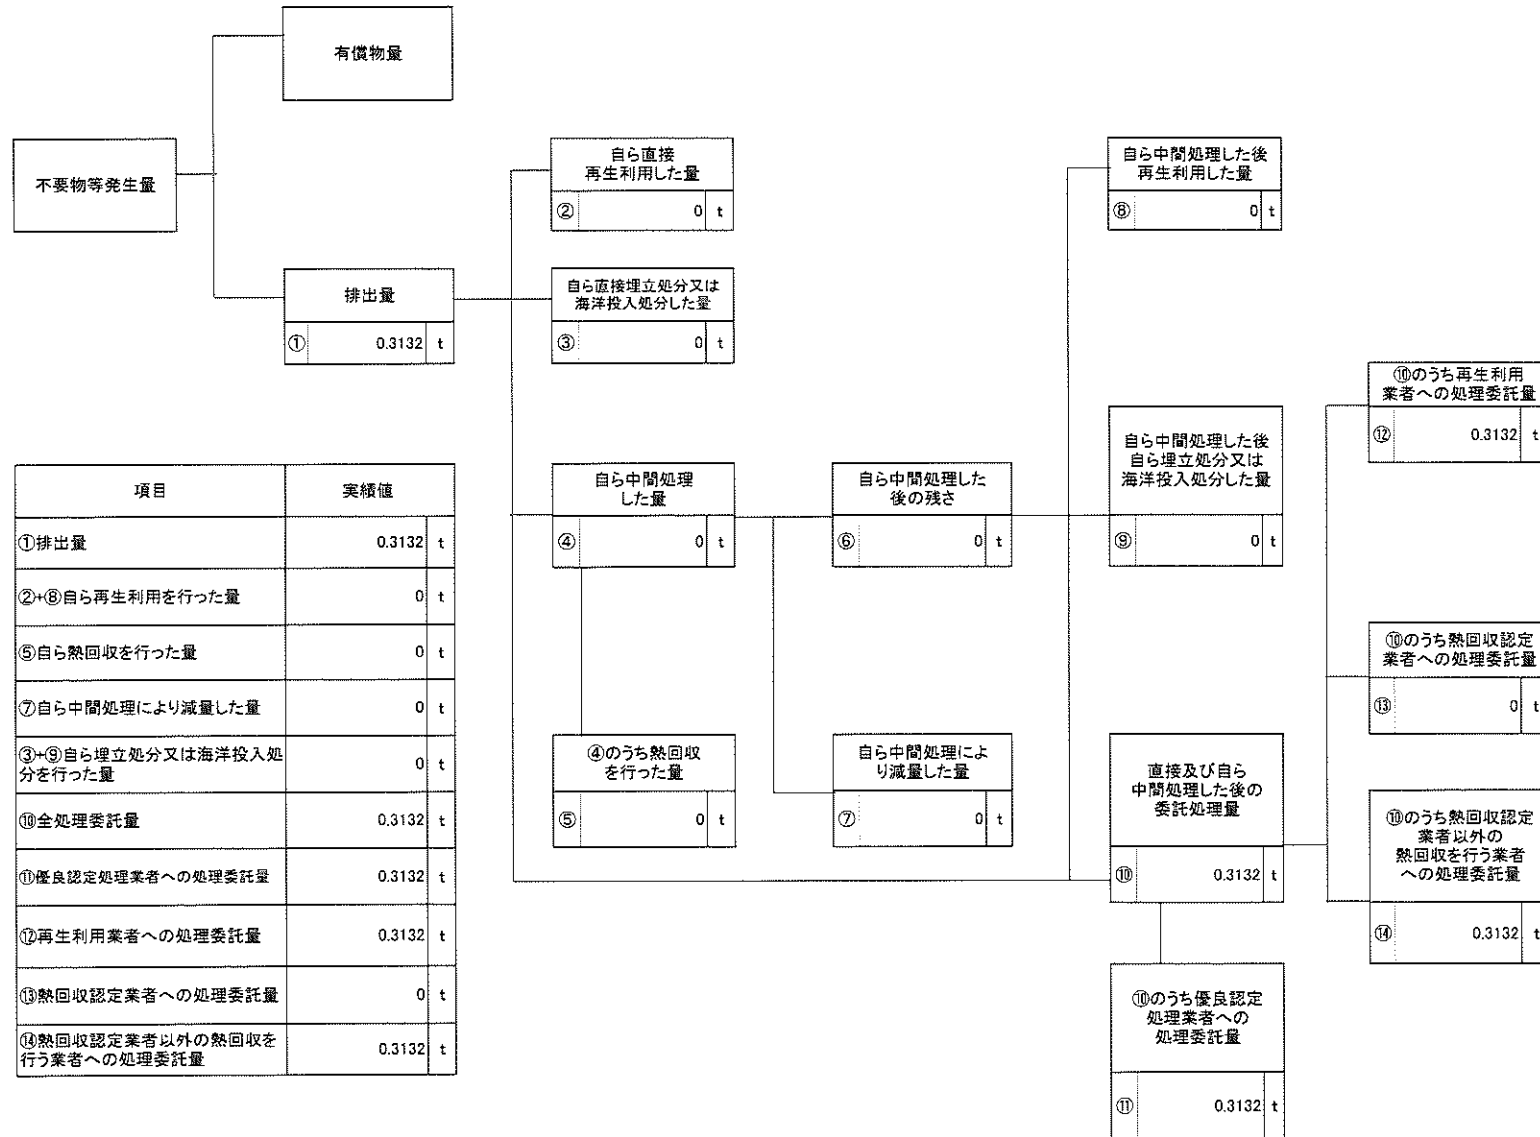 有償物量
不要物等発生量
排出量
① 0.3132 t
自ら直接
再生利用した量
② 0 t
自ら直接埋立処分又は
海洋投入処分した量
③ 0 t
自ら中間処理
した量
④ 0 t
④のうち熱回収
を行った量
⑤ 0 t
自ら中間処理した
後の残さ
⑥ 0 t
自ら中間処理によ
り減量した量
⑦ 0 t
自ら中間処理した後
再生利用した量
⑧ 0 t
自ら中間処理した後
自ら埋立処分又は
海洋投入処分した量
⑨ 0 t
直接及び自ら
中間処理した後の
委託処理量
⑩ 0.3132 t
⑩のうち優良認定
処理業者への
処理委託量
⑪ 0.3132 t
⑩のうち再生利用
業者への処理委託量
⑫ 0.3132 t
⑩のうち熱回収認定
業者への処理委託量
⑬ 0 t
⑩のうち熱回収認定
業者以外の
熱回収を行う業者
への処理委託量
⑭ 0.3132 t
項目 実績値
①排出量 0.3132 t
②+⑧自ら再生利用を行った量 0 t
⑤自ら熱回収を行った量 0 t
⑦自ら中間処理により減量した量 0 t
③+⑨自ら埋立処分又は海洋投入処
分を行った量 0 t
⑩全処理委託量 0.3132 t
⑪優良認定処理業者への処理委託量 0.3132 t
⑫再生利用業者への処理委託量 0.3132 t
⑬熱回収認定業者への処理委託量 0 t
⑭熱回収認定業者以外の熱回収を
行う業者への処理委託量 0.3132 t